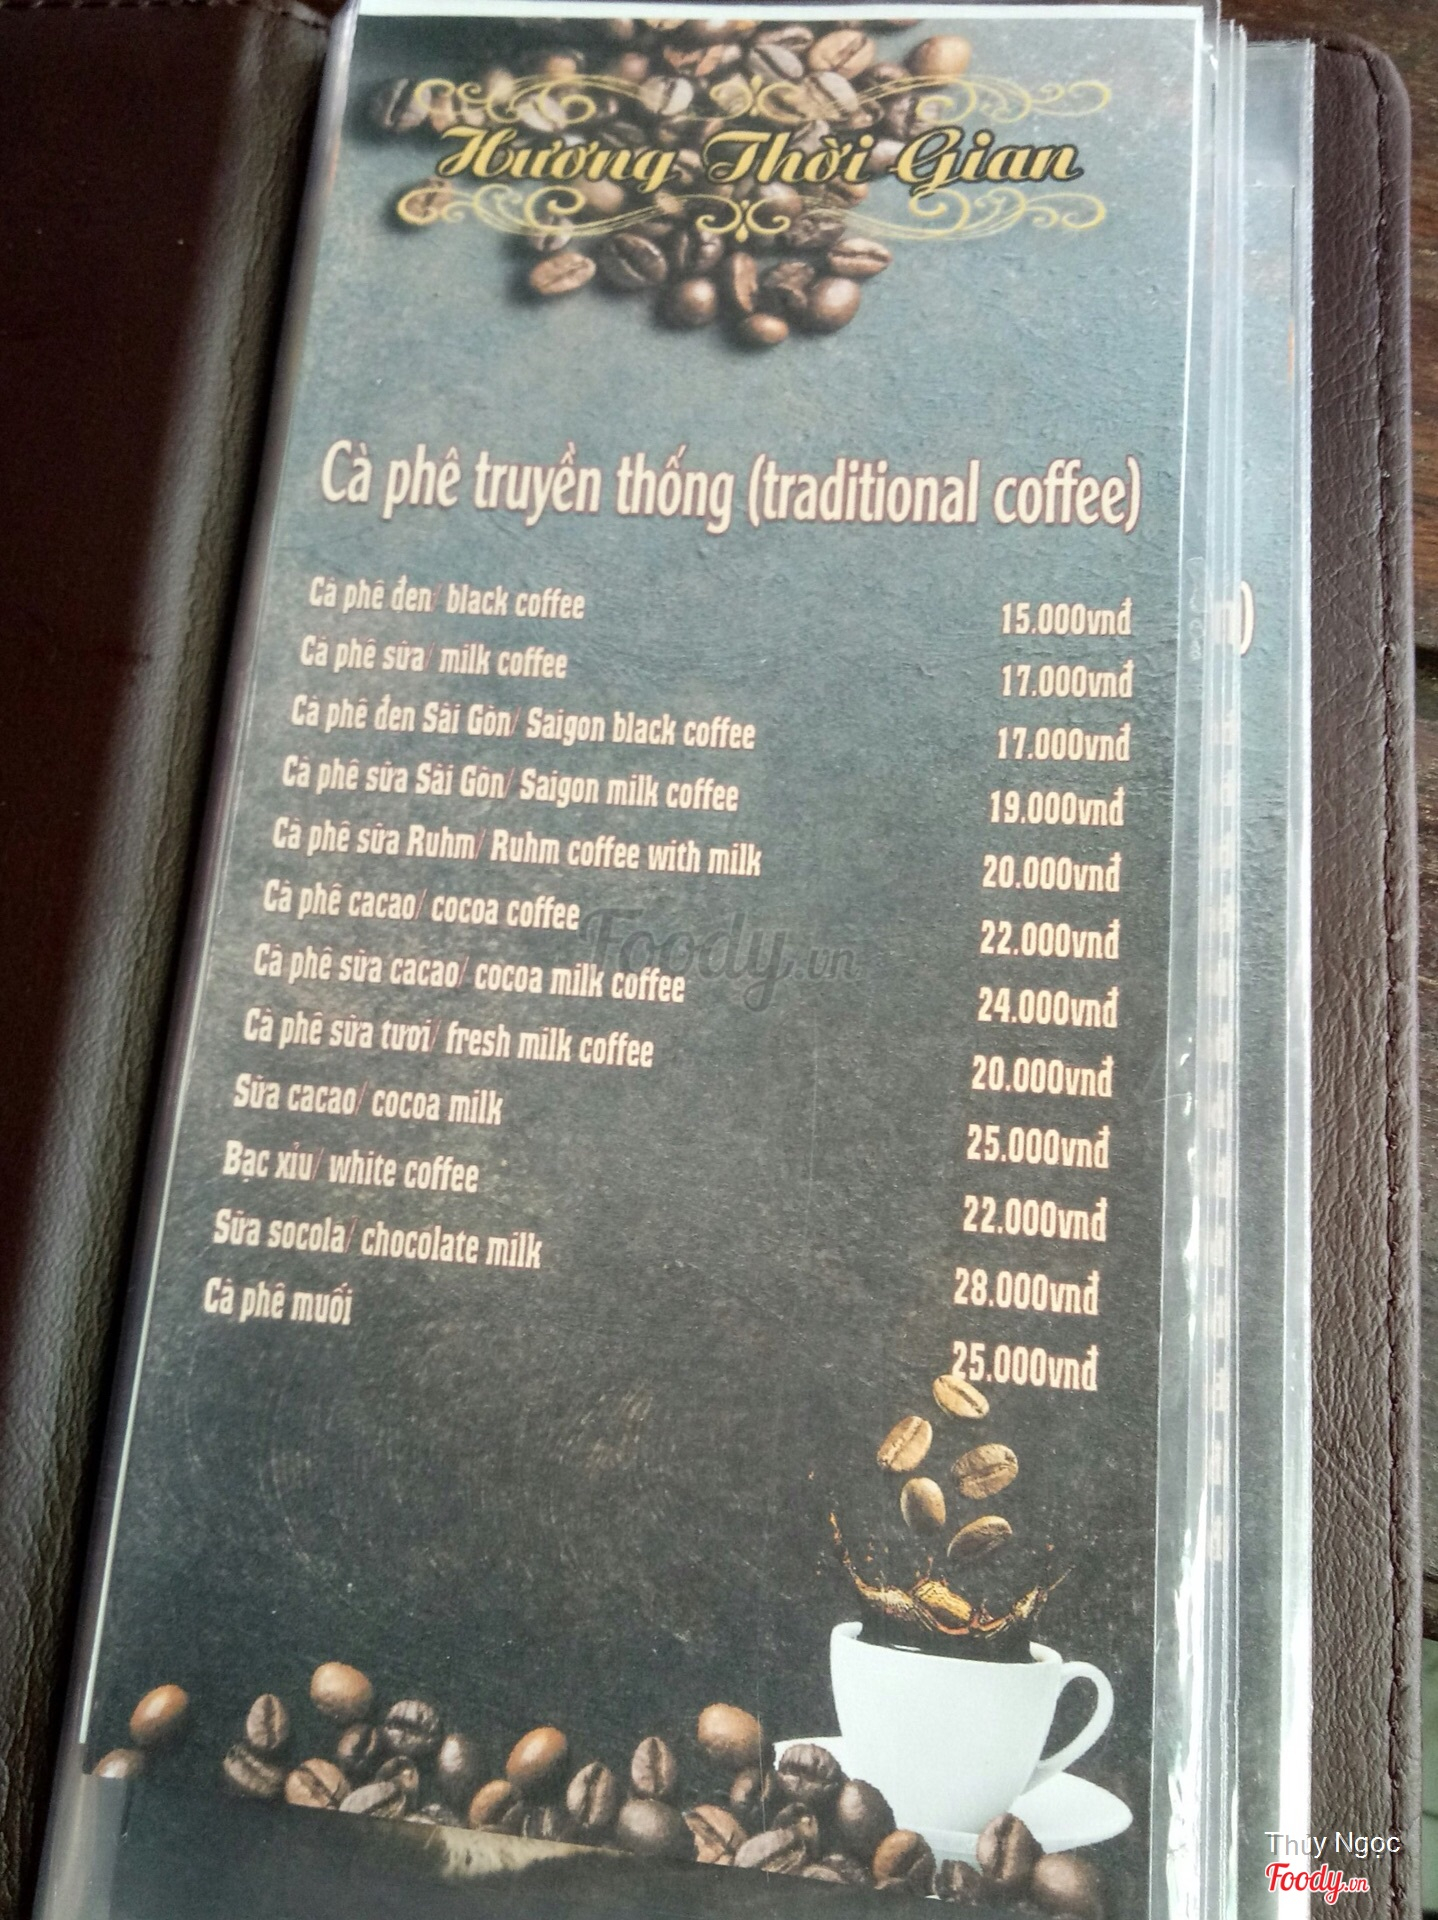 Hương Thời Gian
Cà phê truyền thống (traditional coffee)
Cà phê đen/ black coffee 15.000vnđ
Cà phê sữa/ milk coffee 17.000vnđ
Cà phê đen Sài Gòn/ Saigon black coffee 17.000vnđ
Cà phê sữa Sài Gòn/ Saigon milk coffee 19.000vnđ
Cà phê sữa Ruhm/ Ruhm coffee with milk 20.000vnđ
Cà phê cacao/ cocoa coffee 22.000vnđ
Cà phê sữa cacao/ cocoa milk coffee 24.000vnđ
Cà phê sữa tươi/ fresh milk coffee 20.000vnđ
Sữa cacao/ cocoa milk 25.000vnđ
Bạc xỉu/ white coffee 22.000vnđ
Sữa socola/ chocolate milk 28.000vnđ
Cà phê muối 25.000vnđ
Foody.vn
Thúy Ngọc
Foody.vn